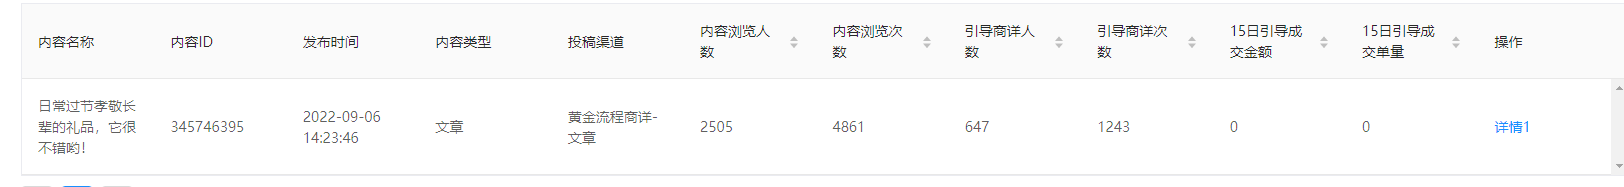 内容名称 内容ID 发布时间 内容类型 投稿渠道 内容浏览人数 内容浏览次数 引导商详人数 引导商详次数 15日引导成交金额 15日引导成交单量 操作
日常过节孝敬长辈的礼品，它很不错哟！ 345746395 2022-09-06 14:23:46 文章 黄金流程商详-文章 2505 4861 647 1243 0 0 详情1